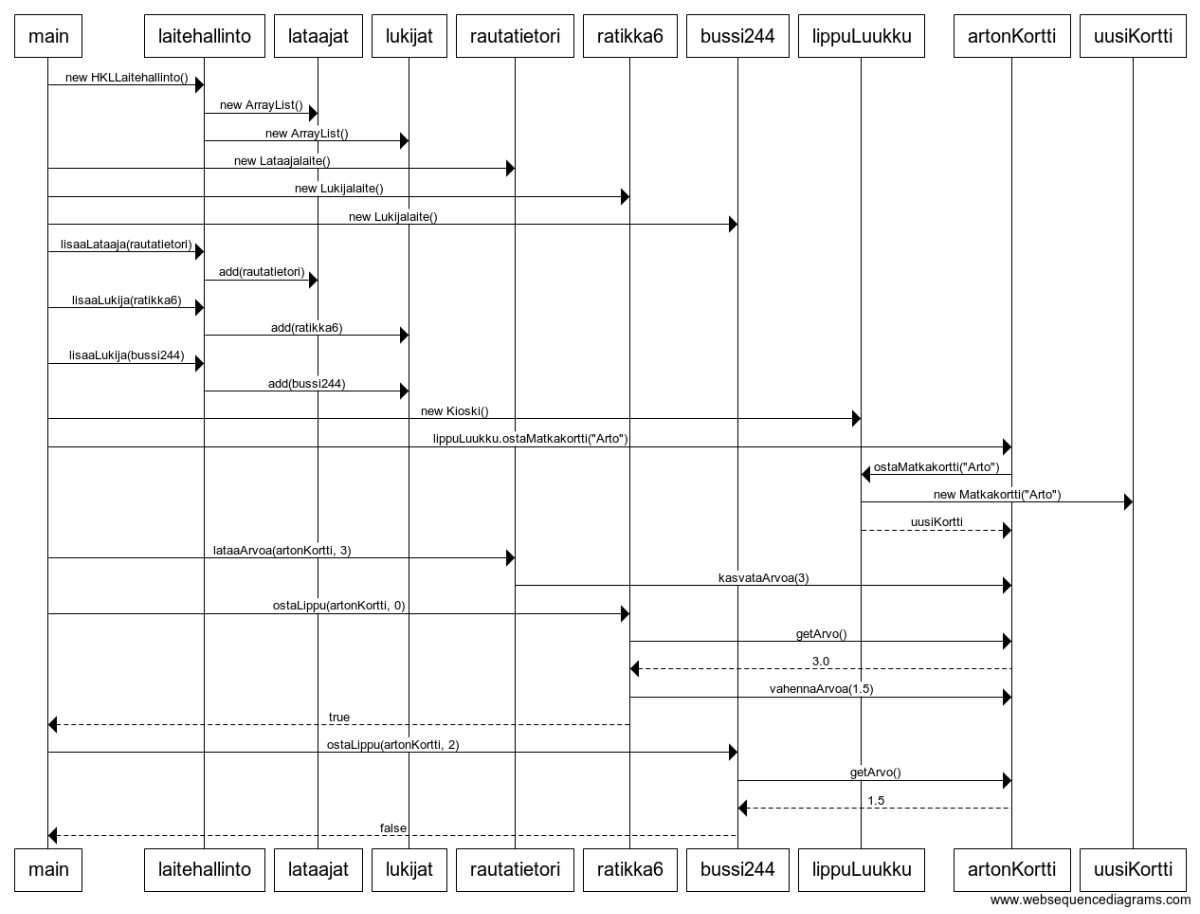 main laitehallinto lataajat lukijat rautatietori ratikka6 bussi244 lippuLuukku artonKortti uusiKortti
new HKLLaitehallinto()
new ArrayList()
new ArrayList()
new Lataajalaite()
new Lukijalaite()
new Lukijalaite()
lisaaLataaja(rautatietori)
add(rautatietori)
lisaaLukija(ratikka6)
add(ratikka6)
lisaaLukija(bussi244)
add(bussi244)
new Kioski()
lippuLuukku.ostaMatkakortti("Arto")
ostaMatkakortti("Arto")
new Matkakortti("Arto")
uusiKortti
lataaArvoa(artonKortti, 3)
kasvataArvoa(3)
ostaLippu(artonKortti, 0)
getArvo()
3.0
vahennaArvoa(1.5)
true
ostaLippu(artonKortti, 2)
getArvo()
1.5
false
main laitehallinto lataajat lukijat rautatietori ratikka6 bussi244 lippuLuukku artonKortti uusiKortti
www.websequencediagrams.com